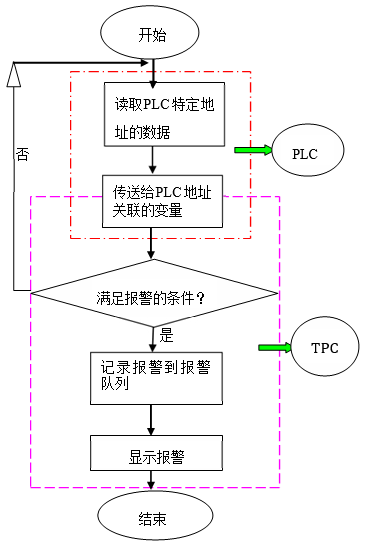 开始
读取PLC特定地
址的数据
否
PLC
传送给PLC地址
关联的变量
满足报警的条件？
是
TPC
记录报警到报警
队列
显示报警
结束